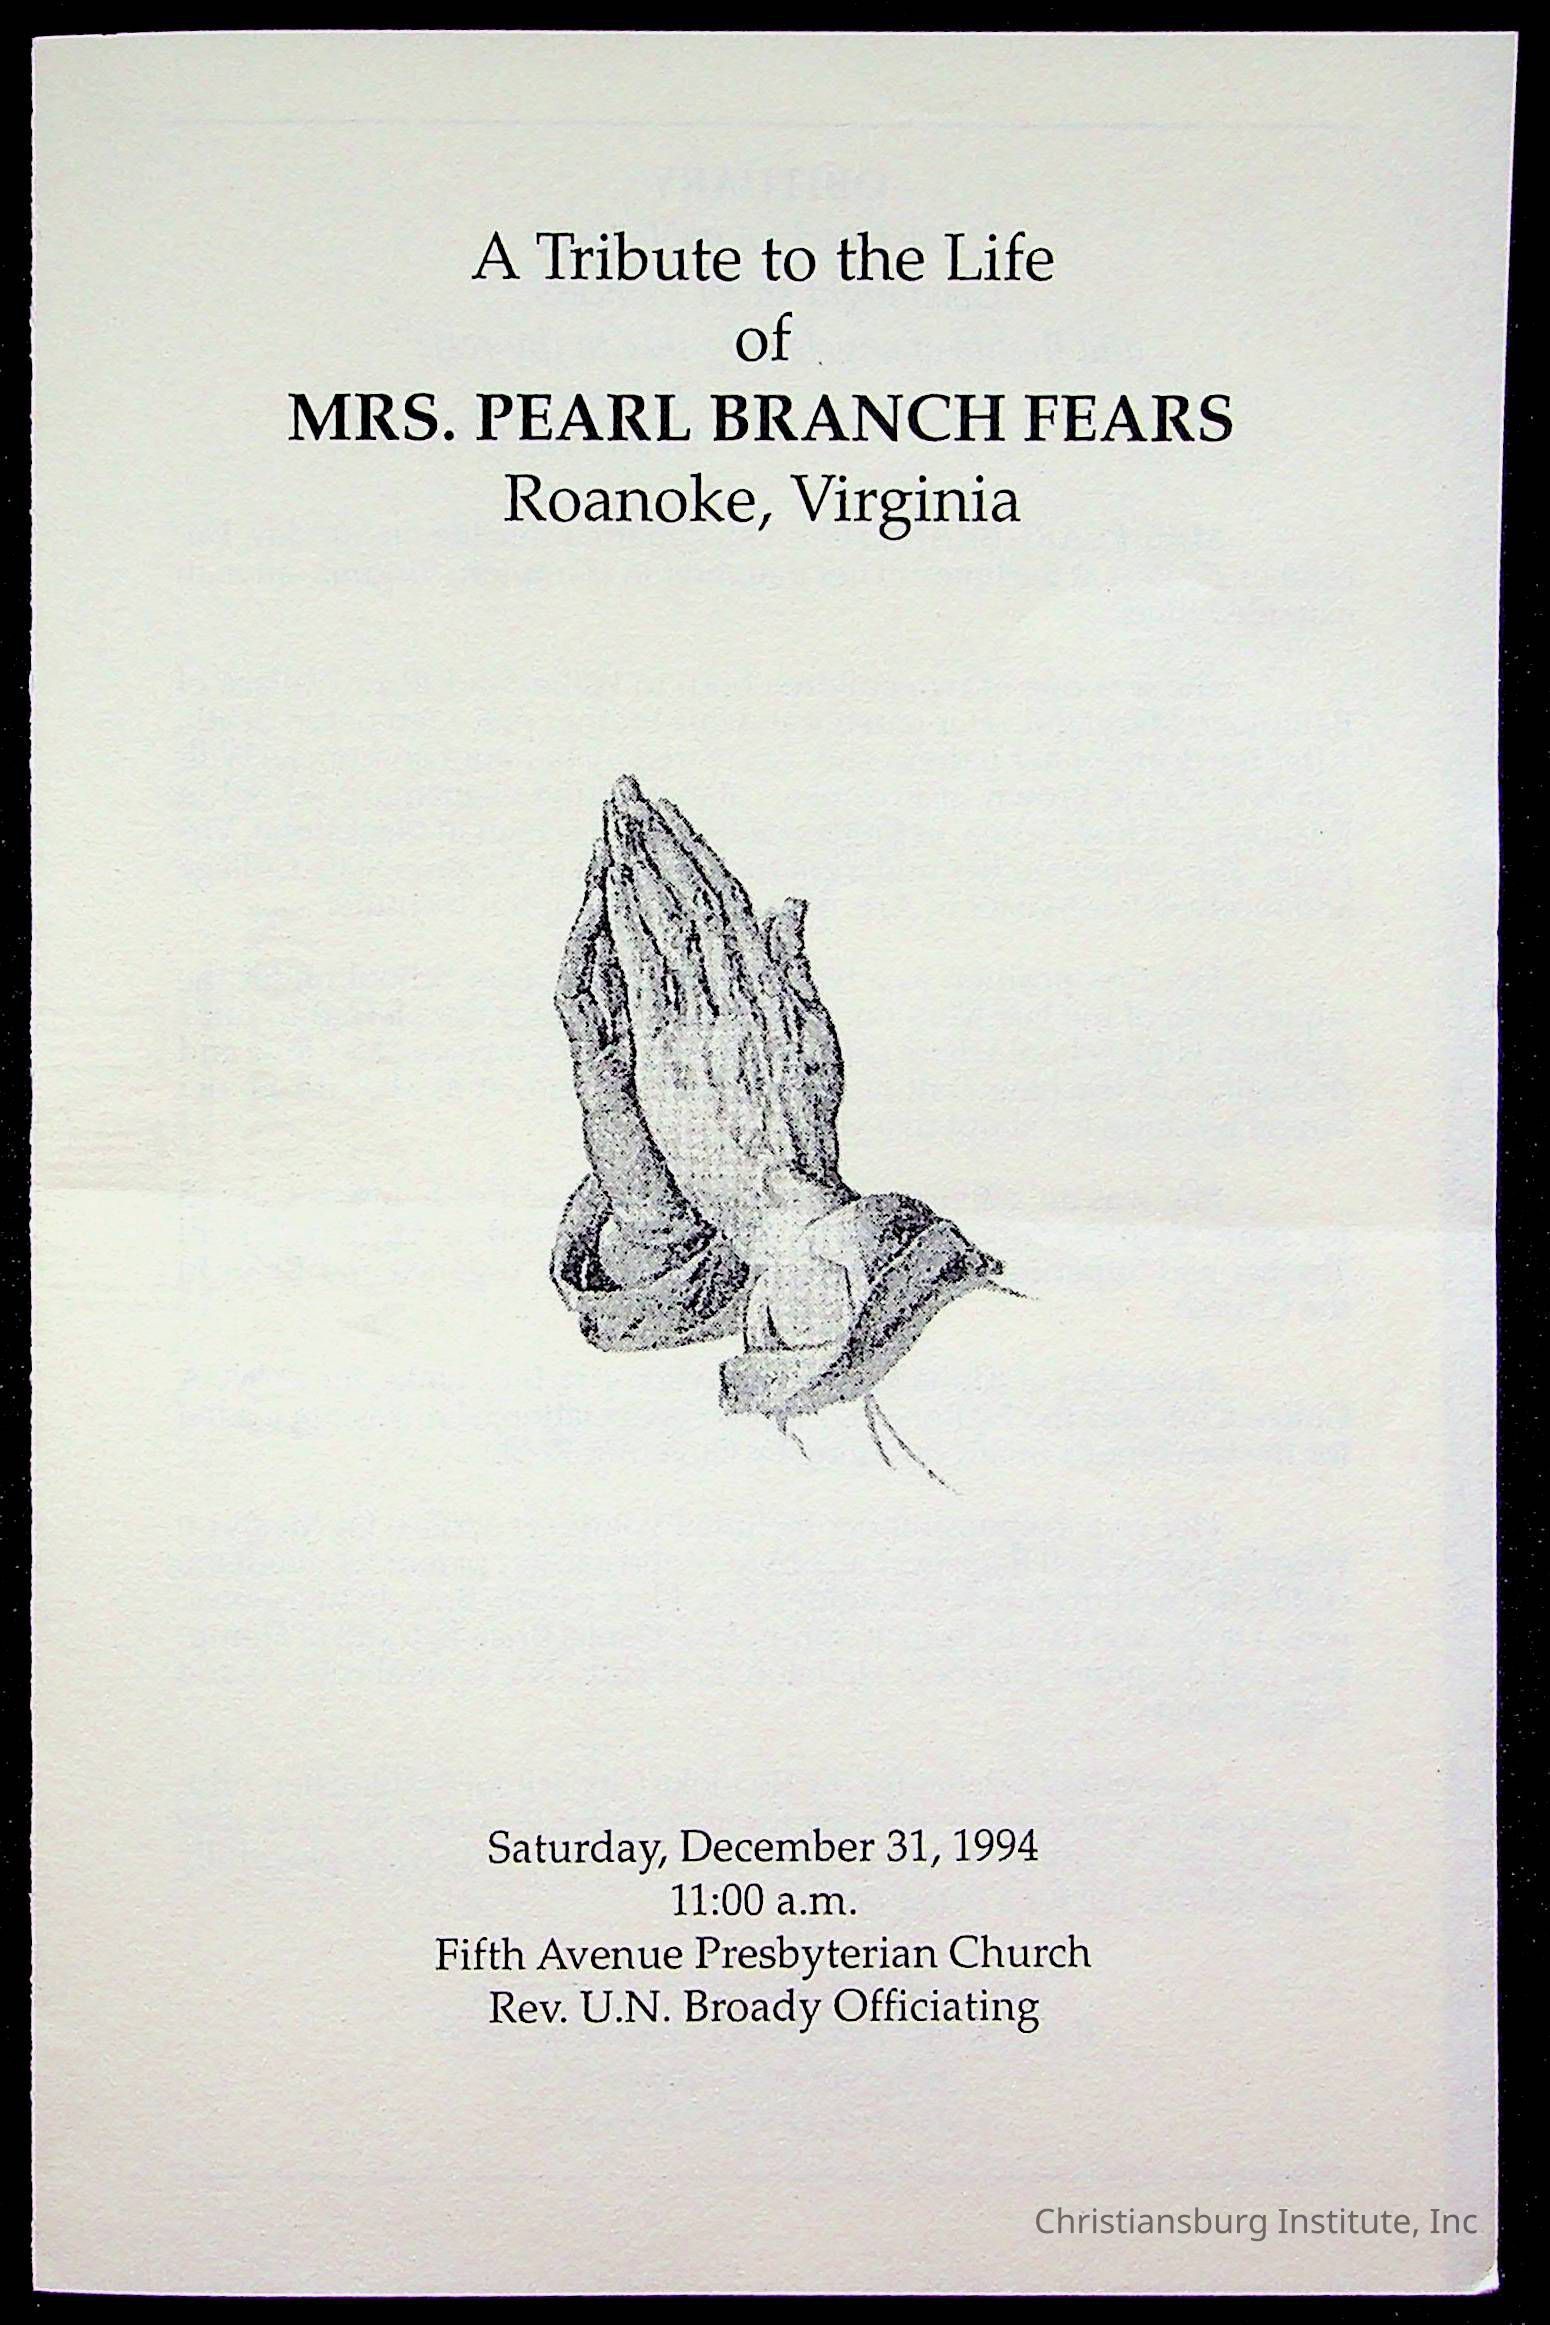 A Tribute to the Life
of
MRS. PEARL BRANCH FEARS
Roanoke, Virginia
Saturday, December 31, 1994
11:00 a.m.
Fifth Avenue Presbyterian Church
Rev. U.N. Broady Officiating
Christiansburg Institute, Inc